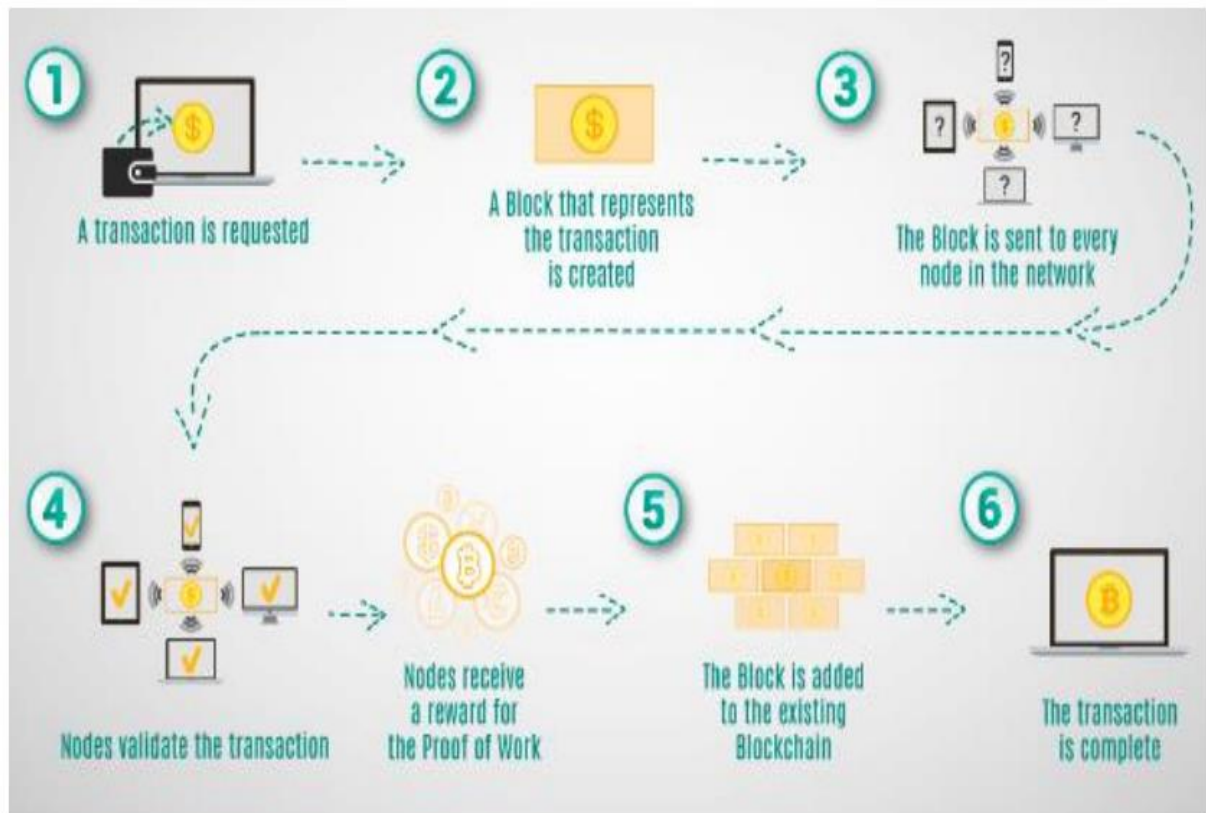 1
A transaction is requested
2
$
$
A Block that represents
the transaction
is created
3
?
?
?
?
$
The Block is sent to every
node in the network
4
$
Nodes validate the transaction
Nodes receive
a reward for
the Proof of Work
5
The Block is added
to the existing
Blockchain
6
The transaction
is complete